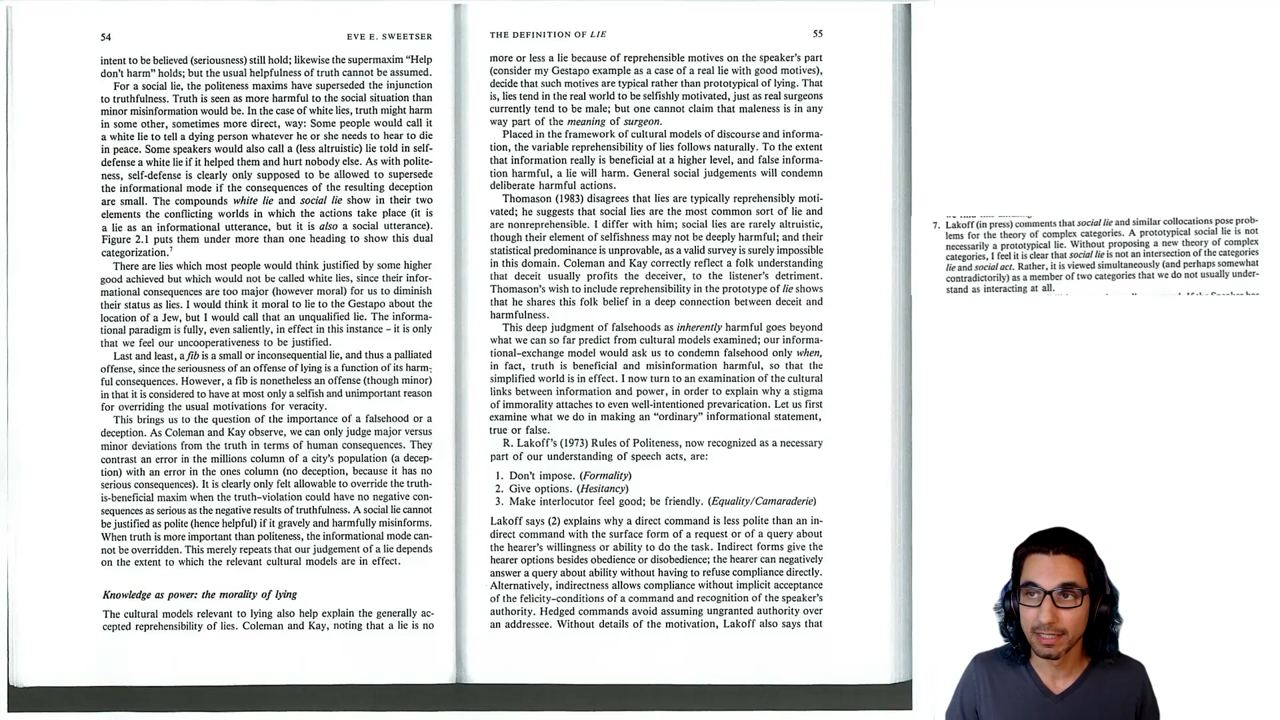 54 EVE E. SWEETSER
intent to be believed (seriousness) still hold; likewise the supermaxim "Help
don't harm" holds; but the usual helpfulness of truth cannot be assumed.
For a social lie, the politeness maxims have superseded the injunction
to truthfulness. Truth is seen as more harmful to the social situation than
minor misinformation would be. In the case of white lies, truth might harm
in some other, sometimes more direct, way: Some people would call it
a white lie to tell a dying person whatever he or she needs to hear to die
in peace. Some speakers would also call a (less altruistic) lie told in self-
defense a white lie if it helped them and hurt nobody else. As with polite-
ness, self-defense is clearly only supposed to be allowed to supersede
the informational mode if the consequences of the resulting deception
are small. The compounds white lie and social lie show in their two
elements the conflicting worlds in which the actions take place (it is
a lie as an informational utterance, but it is also a social utterance).
Figure 2.1 puts them under more than one heading to show this dual
categorization.7
There are lies which most people would think justified by some higher
good achieved but which would not be called white lies, since their infor-
mational consequences are too major (however moral) for us to diminish
their status as lies. I would think it moral to lie to the Gestapo about the
location of a Jew, but I would call that an unqualified lie. The informa-
tional paradigm is fully, even saliently, in effect in this instance – it is only
that we feel our uncooperativeness to be justified.
Last and least, a fib is a small or inconsequential lie, and thus a palliated
offense, since the seriousness of an offense of lying is a function of its harm-
ful consequences. However, a fib is nonetheless an offense (though minor)
in that it is considered to have at most only a selfish and unimportant reason
for overriding the usual motivations for veracity.
This brings us to the question of the importance of a falsehood or a
deception. As Coleman and Kay observe, we can only judge major versus
minor deviations from the truth in terms of human consequences. They
contrast an error in the millions column of a city's population (a decep-
tion) with an error in the ones column (no deception, because it has no
serious consequences). It is clearly only felt allowable to override the truth-
is-beneficial maxim when the truth-violation could have no negative con-
sequences as serious as the negative results of truthfulness. A social lie cannot
be justified as polite (hence helpful) if it gravely and harmfully misinforms.
When truth is more important than politeness, the informational mode can-
not be overridden. This merely repeats that our judgement of a lie depends
on the extent to which the relevant cultural models are in effect.
Knowledge as power: the morality of lying
The cultural models relevant to lying also help explain the generally ac-
cepted reprehensibility of lies. Coleman and Kay, noting that a lie is no
THE DEFINITION OF LIE 55
more or less a lie because of reprehensible motives on the speaker's part
(consider my Gestapo example as a case of a real lie with good motives),
decide that such motives are typical rather than prototypical of lying. That
is, lies tend in the real world to be selfishly motivated, just as real surgeons
currently tend to be male; but one cannot claim that maleness is in any
way part of the meaning of surgeon.
Placed in the framework of cultural models of discourse and informa-
tion, the variable reprehensibility of lies follows naturally. To the extent
that information really is beneficial at a higher level, and false informa-
tion harmful, a lie will harm. General social judgements will condemn
deliberate harmful actions.
Thomason (1983) disagrees that lies are typically reprehensibly moti-
vated; he suggests that social lies are the most common sort of lie and
are nonreprehensible. I differ with him; social lies are rarely altruistic,
though their element of selfishness may not be deeply harmful; and their
statistical predominance is unprovable, as a valid survey is surely impossible
in this domain. Coleman and Kay correctly reflect a folk understanding
that deceit usually profits the deceiver, to the listener's detriment.
Thomason's wish to include reprehensibility in the prototype of lie shows
that he shares this folk belief in a deep connection between deceit and
harmfulness.
This deep judgment of falsehoods as inherently harmful goes beyond
what we can so far predict from cultural models examined; our informa-
tional-exchange model would ask us to condemn falsehood only when,
in fact, truth is beneficial and misinformation harmful, so that the
simplified world is in effect. I now turn to an examination of the cultural
links between information and power, in order to explain why a stigma
of immorality attaches to even well-intentioned prevarication. Let us first
examine what we do in making an "ordinary" informational statement,
true or false.
R. Lakoff's (1973) Rules of Politeness, now recognized as a necessary
part of our understanding of speech acts, are:
1. Don't impose. (Formality)
2. Give options. (Hesitancy)
3. Make interlocutor feel good; be friendly. (Equality/Camaraderie)
Lakoff says (2) explains why a direct command is less polite than an in-
direct command with the surface form of a request or of a query about
the hearer's willingness or ability to do the task. Indirect forms give the
hearer options besides obedience or disobedience; the hearer can negatively
answer a query about ability without having to refuse compliance directly.
Alternatively, indirectness allows compliance without implicit acceptance
of the felicity-conditions of a command and recognition of the speaker's
authority. Hedged commands avoid assuming ungranted authority over
an addressee. Without details of the motivation, Lakoff also says that
7. Lakoff (in press) comments that social lie and similar collocations pose prob-
lems for the theory of complex categories. A prototypical social lie is not
necessarily a prototypical lie. Without proposing a new theory of complex
categories, I feel it is clear that social lie is not an intersection of the categories
lie and social act. Rather, it is viewed simultaneously (and perhaps somewhat
contradictorily) as a member of two categories that we do not usually under-
stand as interacting at all.